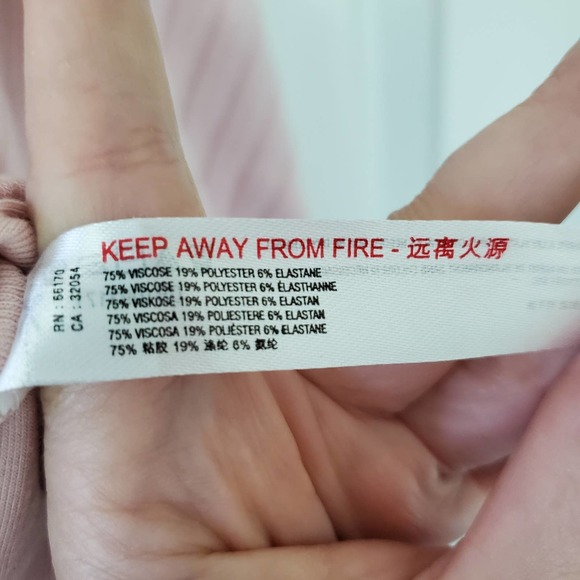 RN : 66170
CA : 32054
KEEP AWAY FROM FIRE - 远离火源
75% VISCOSE 19% POLYESTER 6% ELASTANE
75% VISCOSE 19% POLYESTER 6% ÉLASTHANNE
75% VISKOSE 19% POLYESTER 6% ELASTAN
75% VISCOSA 19% POLIESTERE 6% ELASTAN
75% VISCOSA 19% POLIÉSTER 6% ELASTANE
75% 粘胶 19% 涤纶 6% 氨纶